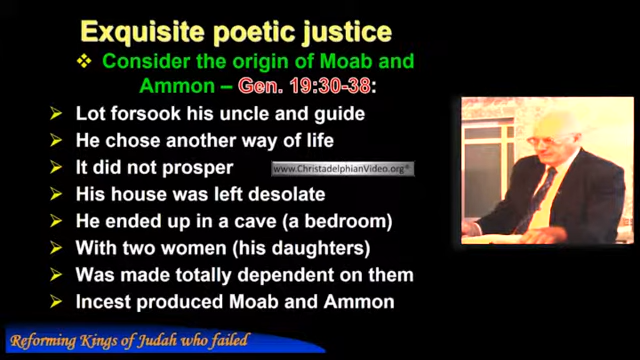 Exquisite poetic justice
Consider the origin of Moab and
Ammon – Gen. 19:30-38:
Lot forsook his uncle and guide
He chose another way of life
It did not prosper
www.ChristadelphianVideo.org®
His house was left desolate
He ended up in a cave (a bedroom)
With two women (his daughters)
Was made totally dependent on them
Incest produced Moab and Ammon
Reforming Kings of Judah who failed